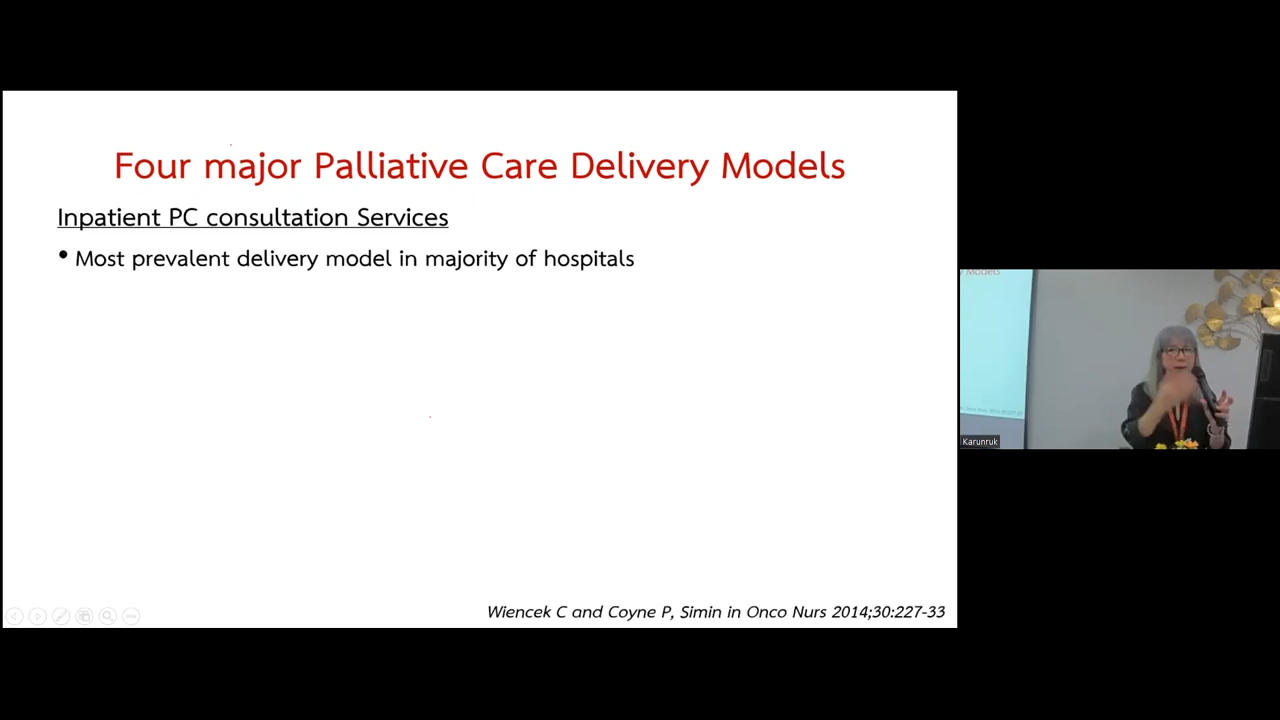 Four major Palliative Care Delivery Models
Inpatient PC consultation Services
• Most prevalent delivery model in majority of hospitals
Wiencek C and Coyne P, Simin in Onco Nurs 2014;30:227-33
Models
Karunruk